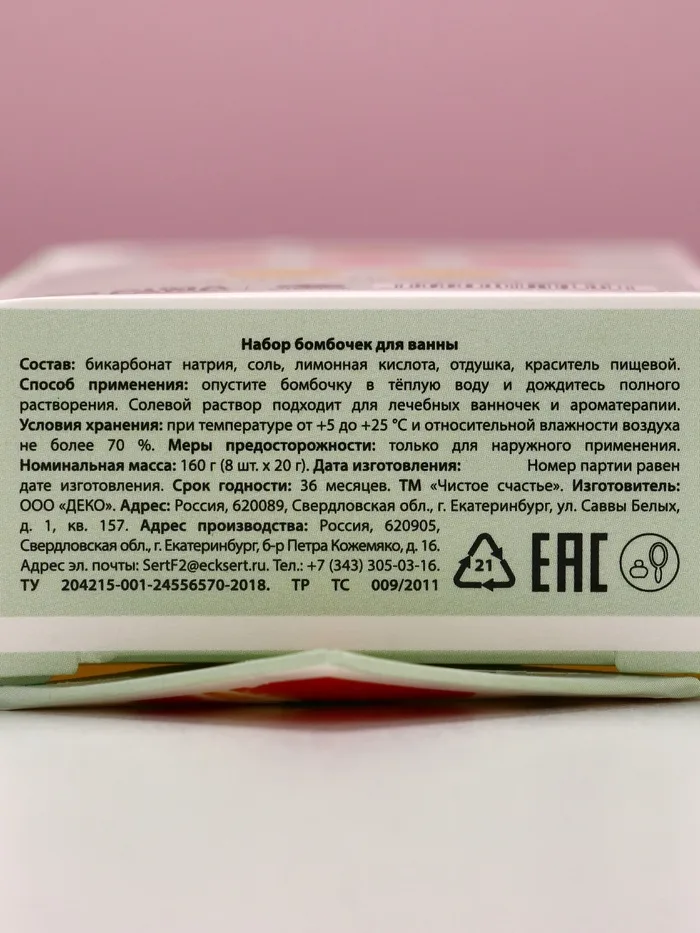 Набор бомбочек для ванны
Состав: бикарбонат натрия, соль, лимонная кислота, отдушка, краситель пищевой.
Способ применения: опустите бомбочку в тёплую воду и дождитесь полного
растворения. Солевой раствор подходит для лечебных ванночек и ароматерапии.
Условия хранения: при температуре от +5 до +25 °С и относительной влажности воздуха
не более 70 %. Меры предосторожности: только для наружного применения.
Номинальная масса: 160 г (8 шт. х 20 г). Дата изготовления: Номер партии равен
дате изготовления. Срок годности: 36 месяцев. ТМ «Чистое счастье». Изготовитель:
ООО «ДЕКО». Адрес: Россия, 620089, Свердловская обл., г. Екатеринбург, ул. Саввы Белых,
д. 1, кв. 157. Адрес производства: Россия, 620905,
Свердловская обл., г. Екатеринбург, б-р Петра Кожемяко, д. 16.
Адрес эл. почты: SertF2@ecksert.ru. Тел.: +7 (343) 305-03-16.
ТУ 204215-001-24556570-2018. ТР ТС 009/2011
21
ЕАС